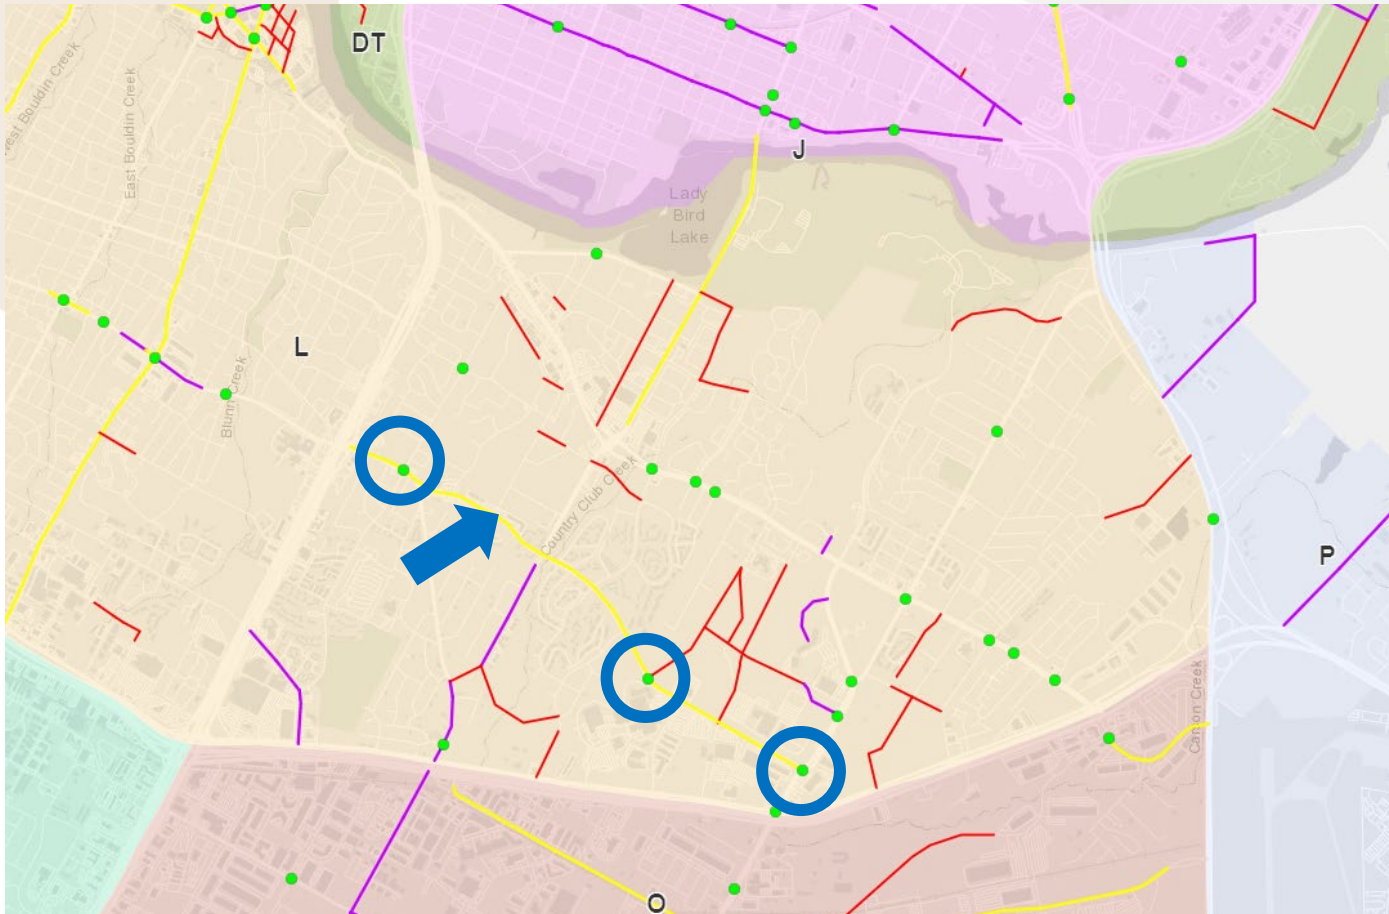 DT
West Bouldin Creek
East Bouldin Creek
J
Lady
Bird
Lake
L
Blunn Creek
Country Club Creek
P
Carson Creek
O